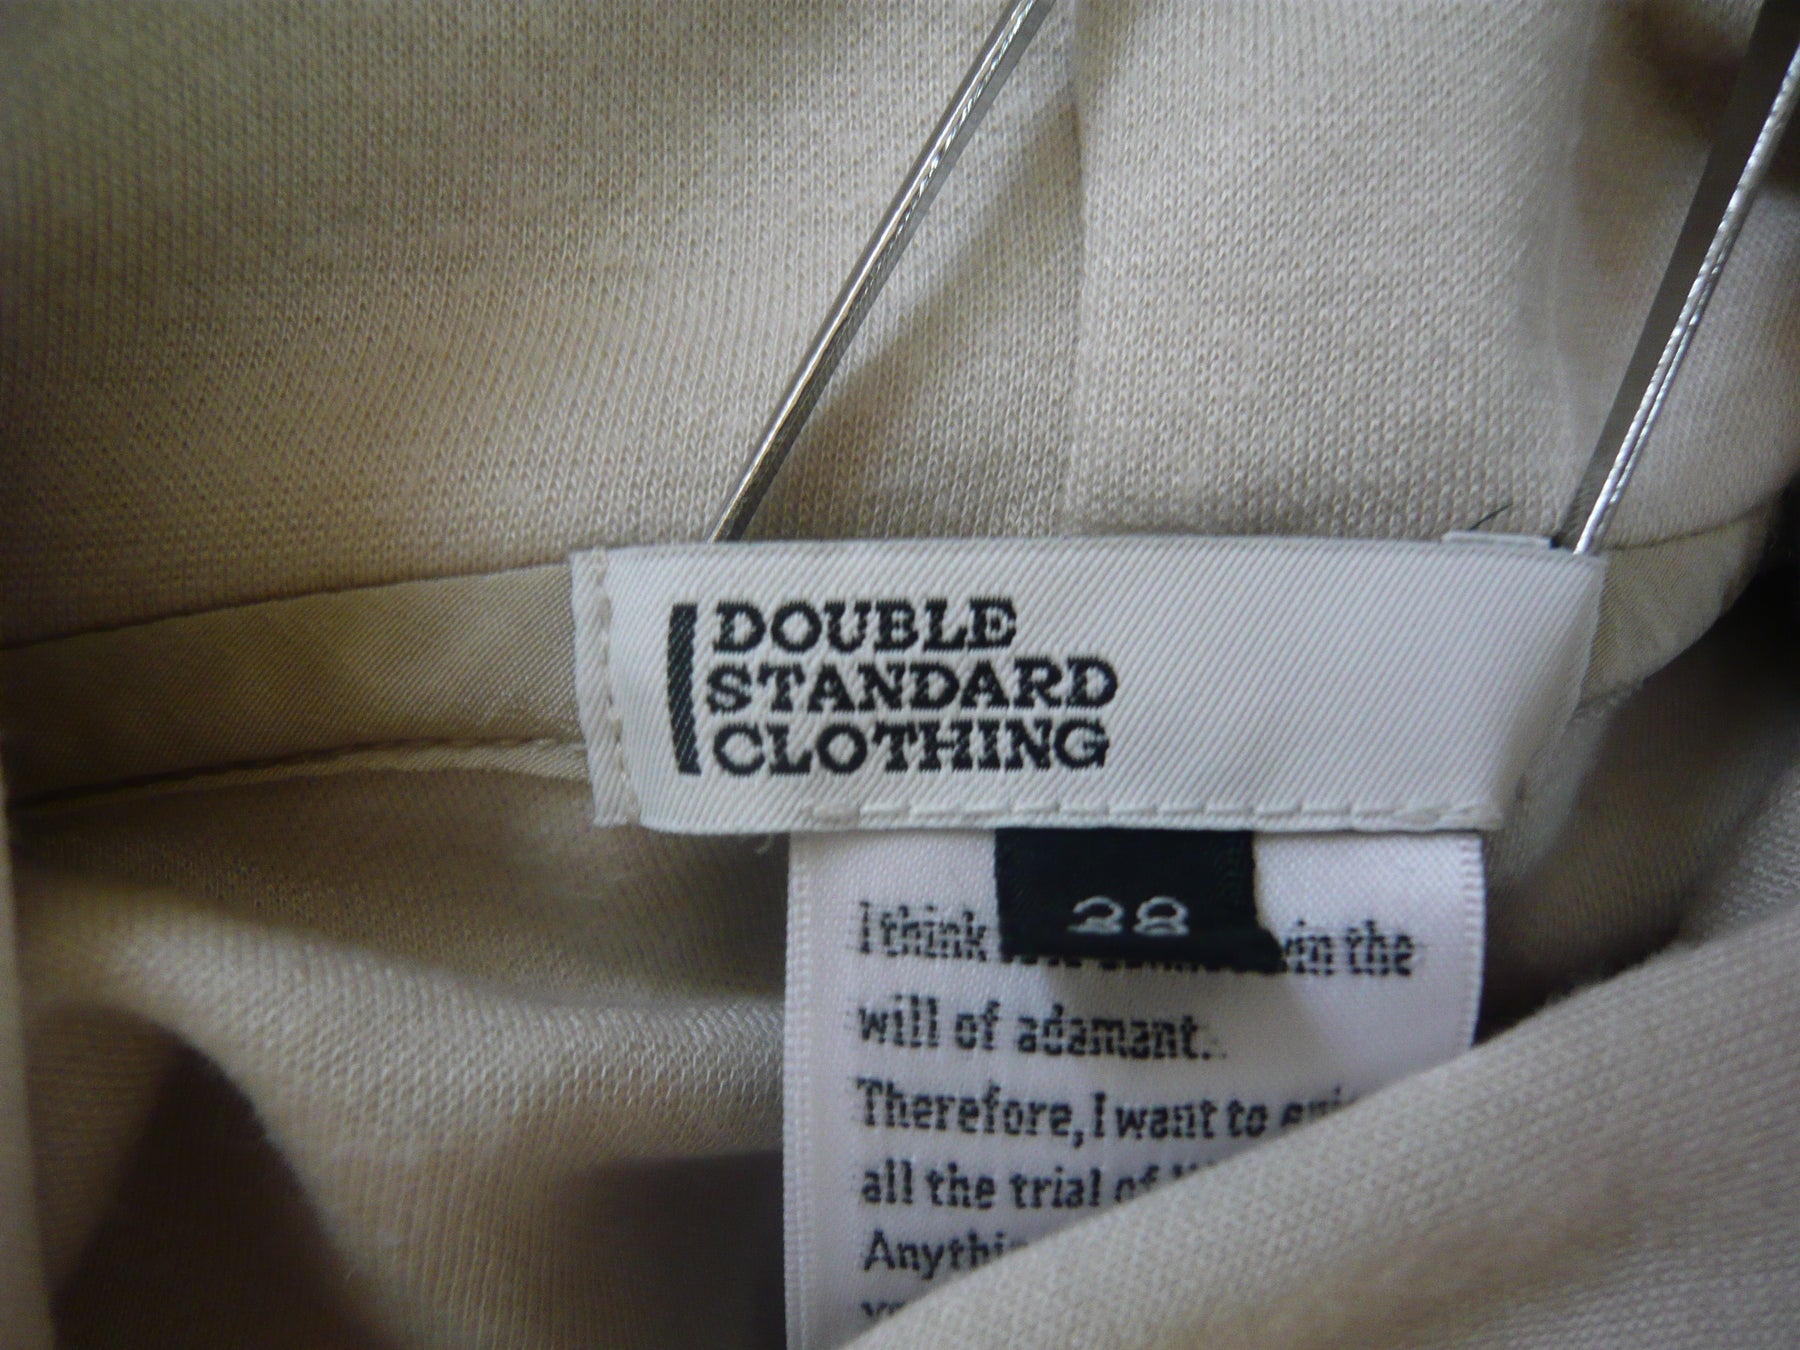 DOUBLE
STANDARD
CLOTHING
38
I think in the
will of adamant.
Therefore, I want to
all the trial of